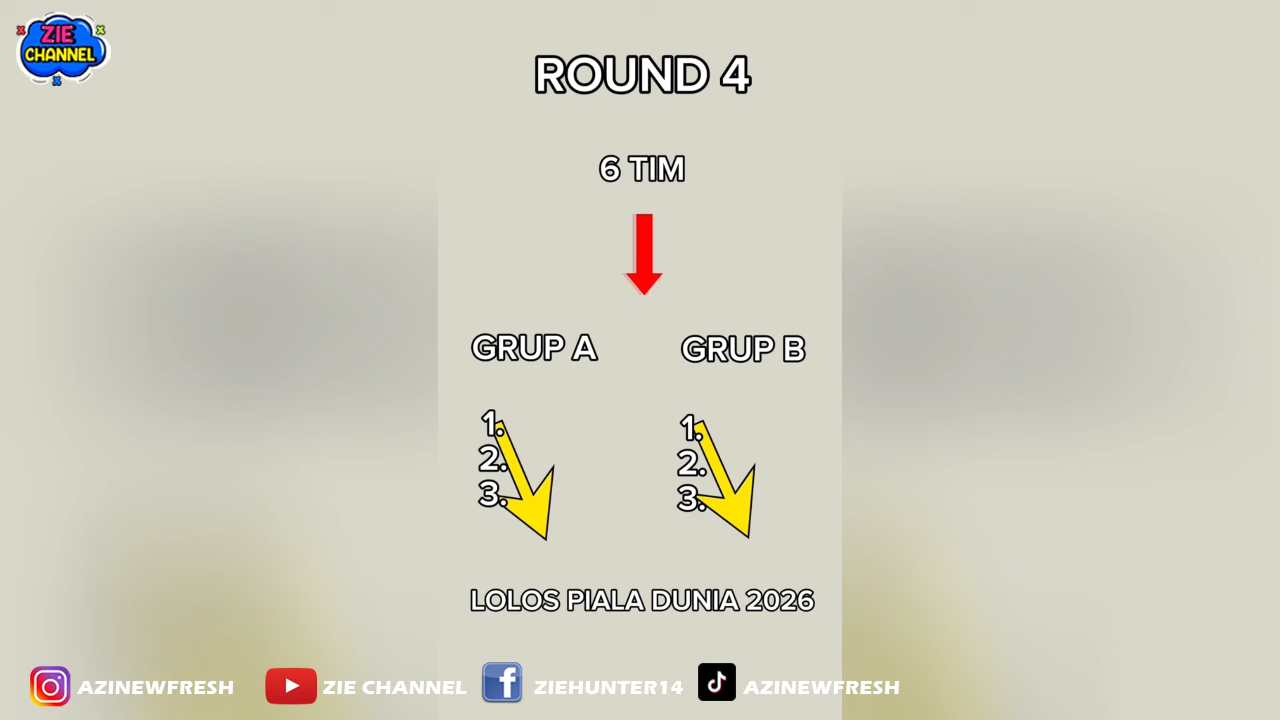 ZIE
CHANNEL
ROUND 4
6 TIM
GRUP A
GRUP B
1.
2.
3.
1.
2.
3.
LOLOS PIALA DUNIA 2026
AZINEWFRESH
ZIE CHANNEL
ZIEHUNTER14
AZINEWFRESH